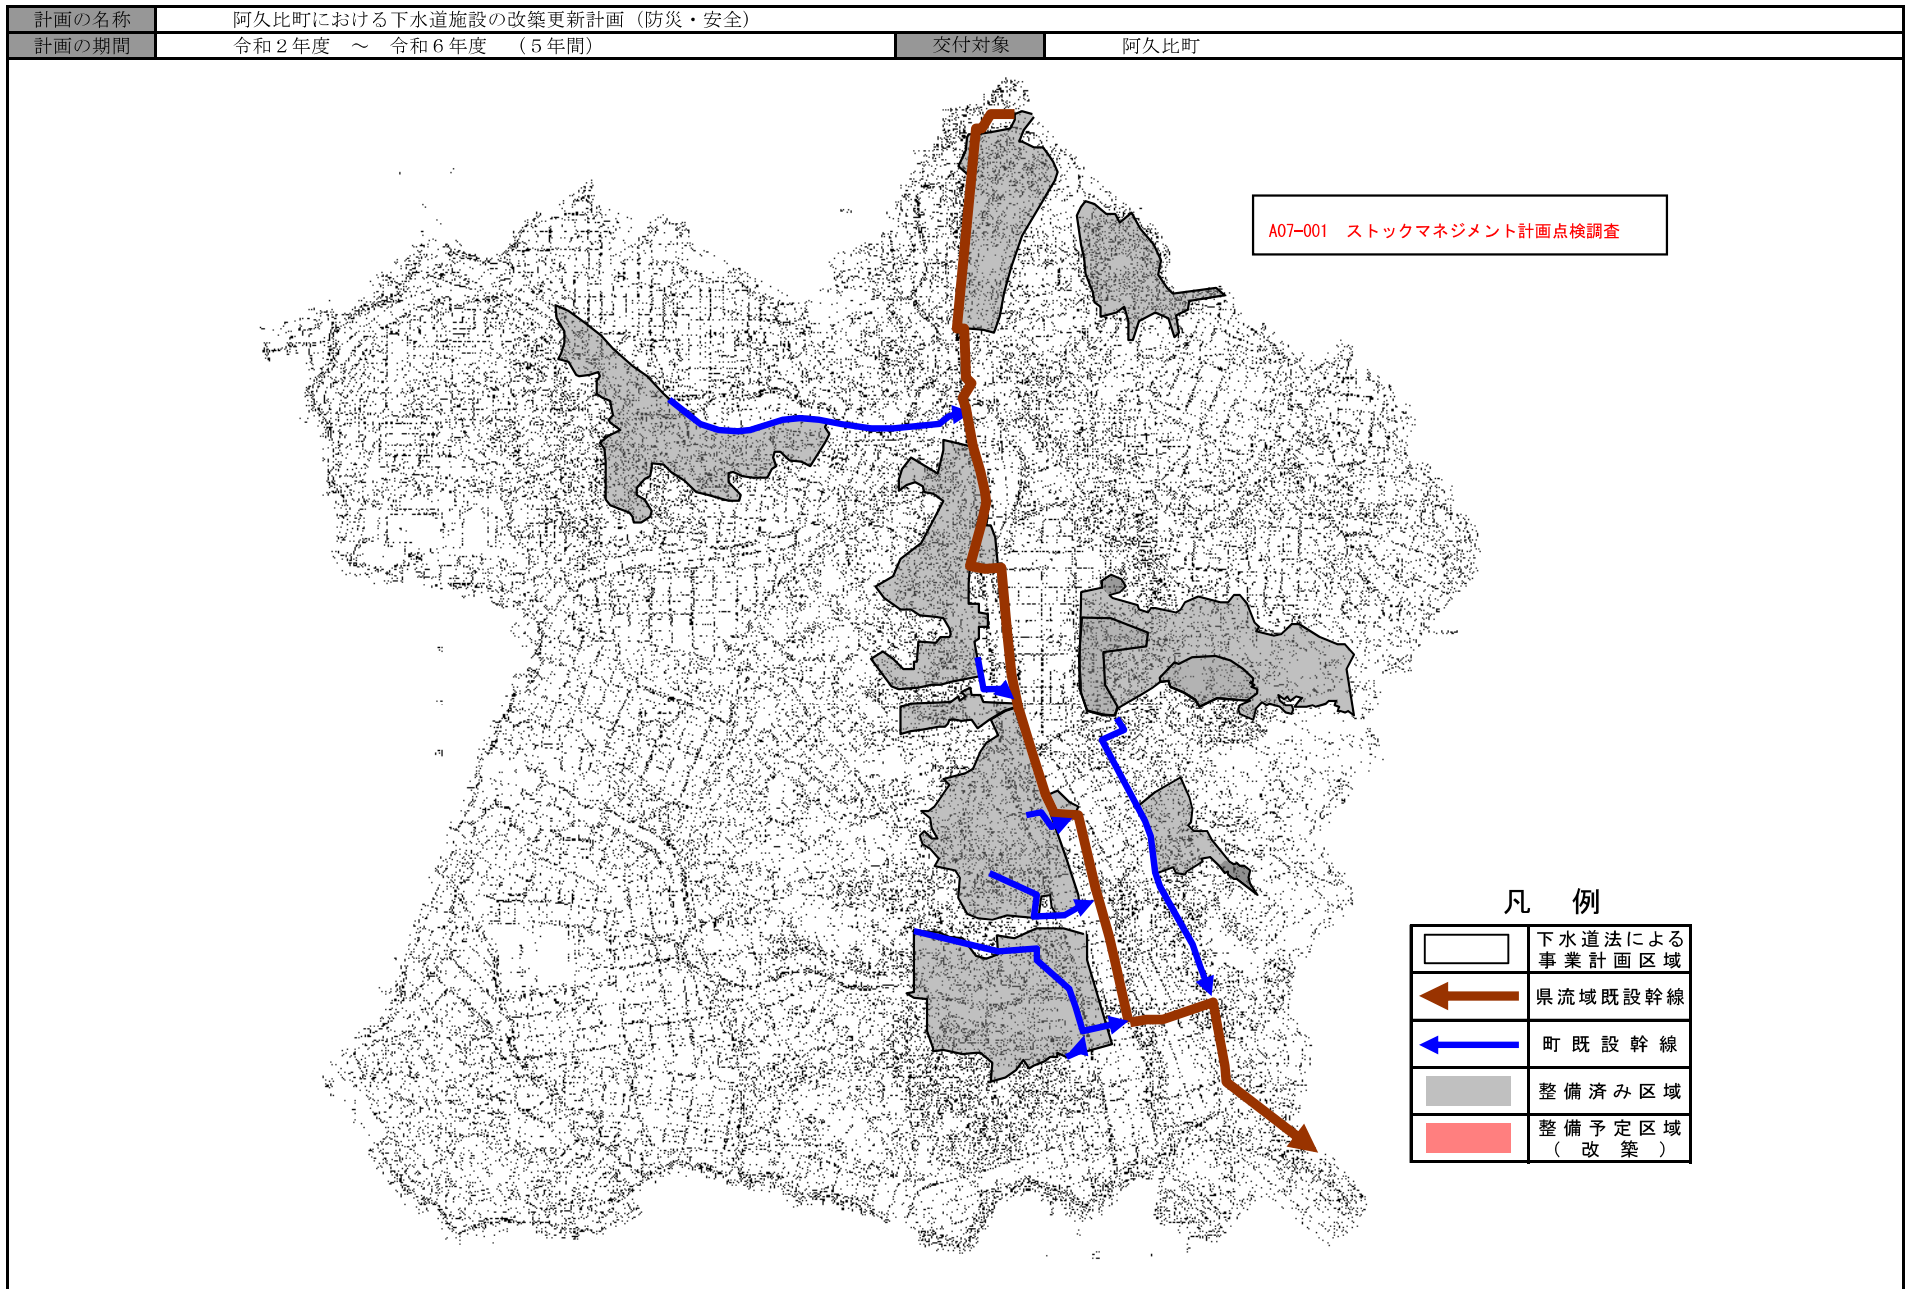 計画の名称　阿久比町における下水道施設の改築更新計画（防災・安全）
計画の期間　令和２年度　～　令和６年度　（５年間）　交付対象　阿久比町
A07-001　ストックマネジメント計画点検調査
凡　例
下水道法による
事業計画区域
県流域既設幹線
町既設幹線
整備済み区域
整備予定区域
（改築）